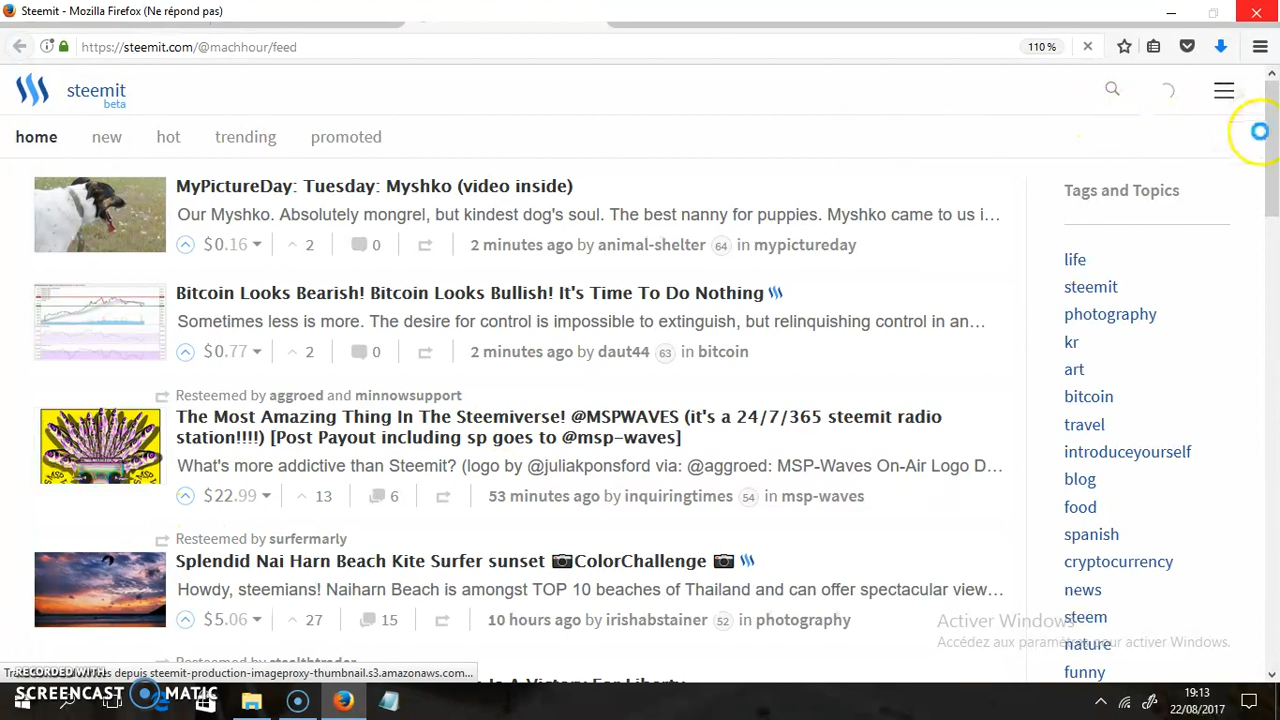 Steemit - Mozilla Firefox (Ne répond pas)
https://steemit.com/@machhour/feed
110 %
steemit
beta
home new hot trending promoted
MyPictureDay: Tuesday: Myshko (video inside)
Our Myshko. Absolutely mongrel, but kindest dog's soul. The best nanny for puppies. Myshko came to us i…
$0.16 2 0 2 minutes ago by animal-shelter 64 in mypictureday
Bitcoin Looks Bearish! Bitcoin Looks Bullish! It's Time To Do Nothing
Sometimes less is more. The desire for control is impossible to extinguish, but relinquishing control in an…
$0.77 2 0 2 minutes ago by daut44 63 in bitcoin
Resteemed by aggroed and minnowsupport
The Most Amazing Thing In The Steemiverse! @MSPWAVES (it's a 24/7/365 steemit radio
station!!!!) [Post Payout including sp goes to @msp-waves]
What's more addictive than Steemit? (logo by @juliakponsford via: @aggroed: MSP-Waves On-Air Logo D…
$22.99 13 6 53 minutes ago by inquiringtimes 54 in msp-waves
Resteemed by surfermarly
Splendid Nai Harn Beach Kite Surfer sunset 📷ColorChallenge 📷
Howdy, steemians! Naiharn Beach is amongst TOP 10 beaches of Thailand and can offer spectacular view…
$5.06 27 15 10 hours ago by irishabstainer 52 in photography
Resteemed by stealthtrader
Is A Victory For Liberty
Tags and Topics
life
steemit
photography
kr
art
bitcoin
travel
introduceyourself
blog
food
spanish
cryptocurrency
news
steem
nature
funny
Activer Windows
Accédez aux paramètres pour activer Windows.
depuis steemit-production-imageproxy-thumbnail.s3.amazonaws.com...
RECORDED WITH
SCREENCAST MATIC
19:13
22/08/2017